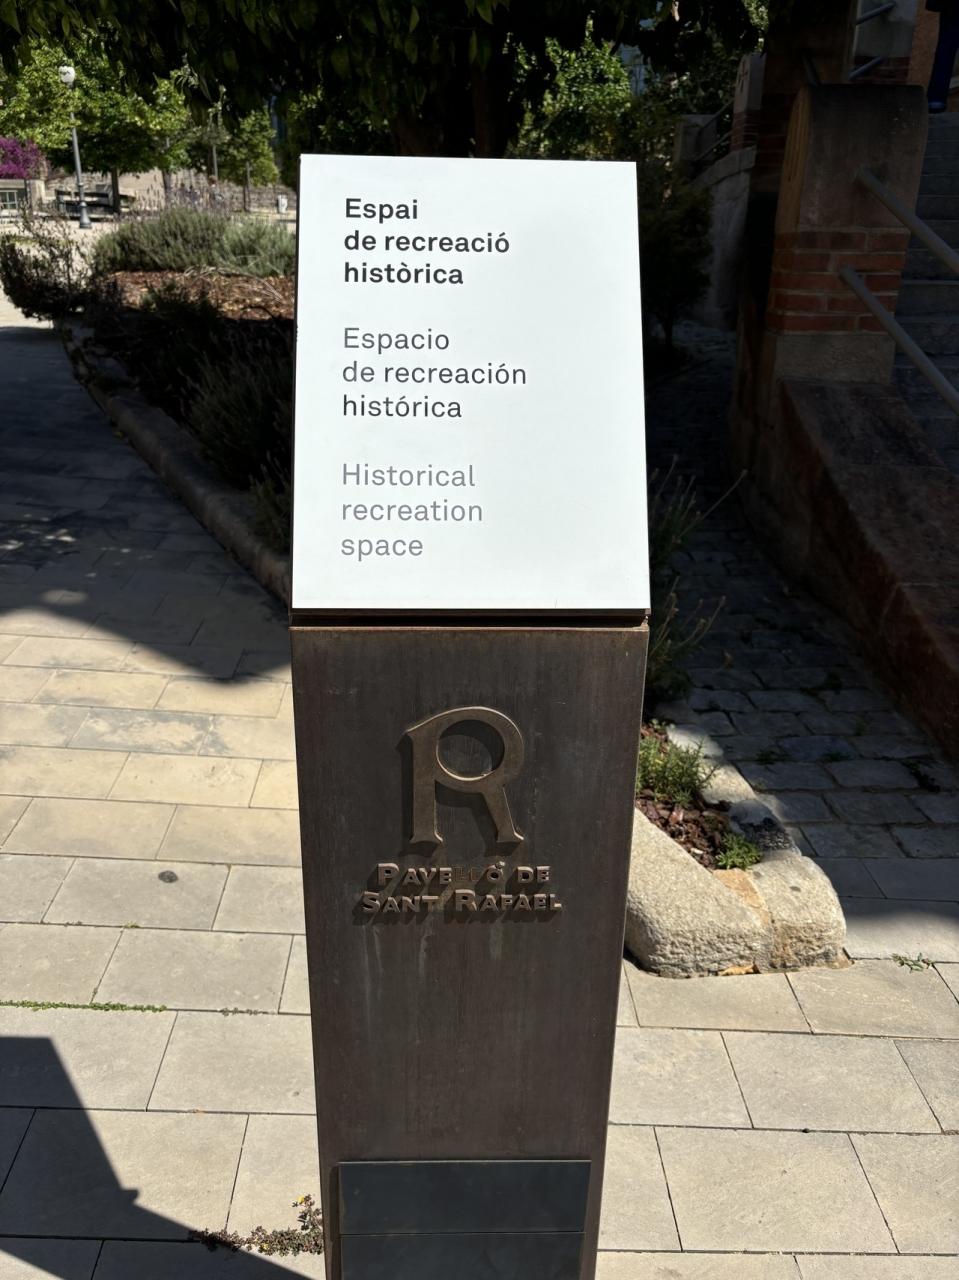 Espai
de recreació
històrica
Espacio
de recreación
histórica
Historical
recreation
space
R
PAVELLÓ DE
SANT RAFAEL